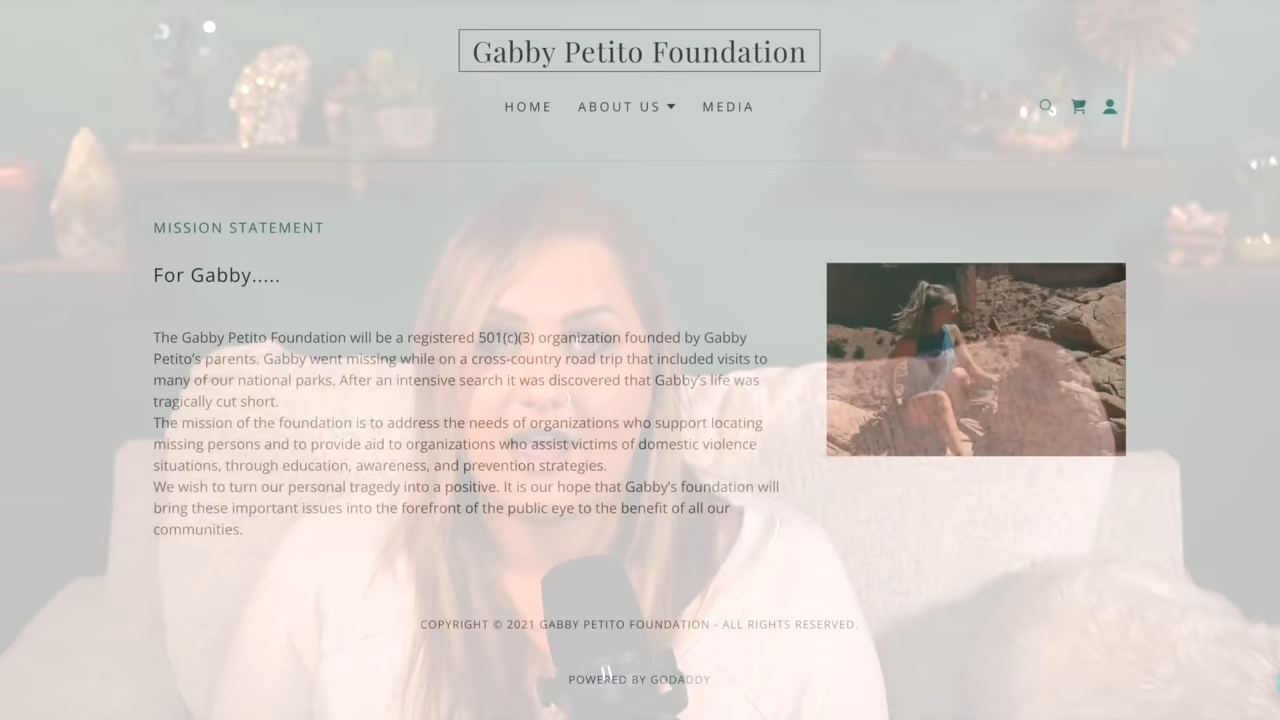 Gabby Petito Foundation
HOME ABOUT US MEDIA
MISSION STATEMENT
For Gabby.....
The Gabby Petito Foundation will be a registered 501(c)(3) organization founded by Gabby
Petito’s parents. Gabby went missing while on a cross-country road trip that included visits to
many of our national parks. After an intensive search it was discovered that Gabby’s life was
tragically cut short.
The mission of the foundation is to address the needs of organizations who support locating
missing persons and to provide aid to organizations who assist victims of domestic violence
situations, through education, awareness, and prevention strategies.
We wish to turn our personal tragedy into a positive. It is our hope that Gabby’s foundation will
bring these important issues into the forefront of the public eye to the benefit of all our
communities.
COPYRIGHT © 2021 GABBY PETITO FOUNDATION - ALL RIGHTS RESERVED.
POWERED BY GODADDY